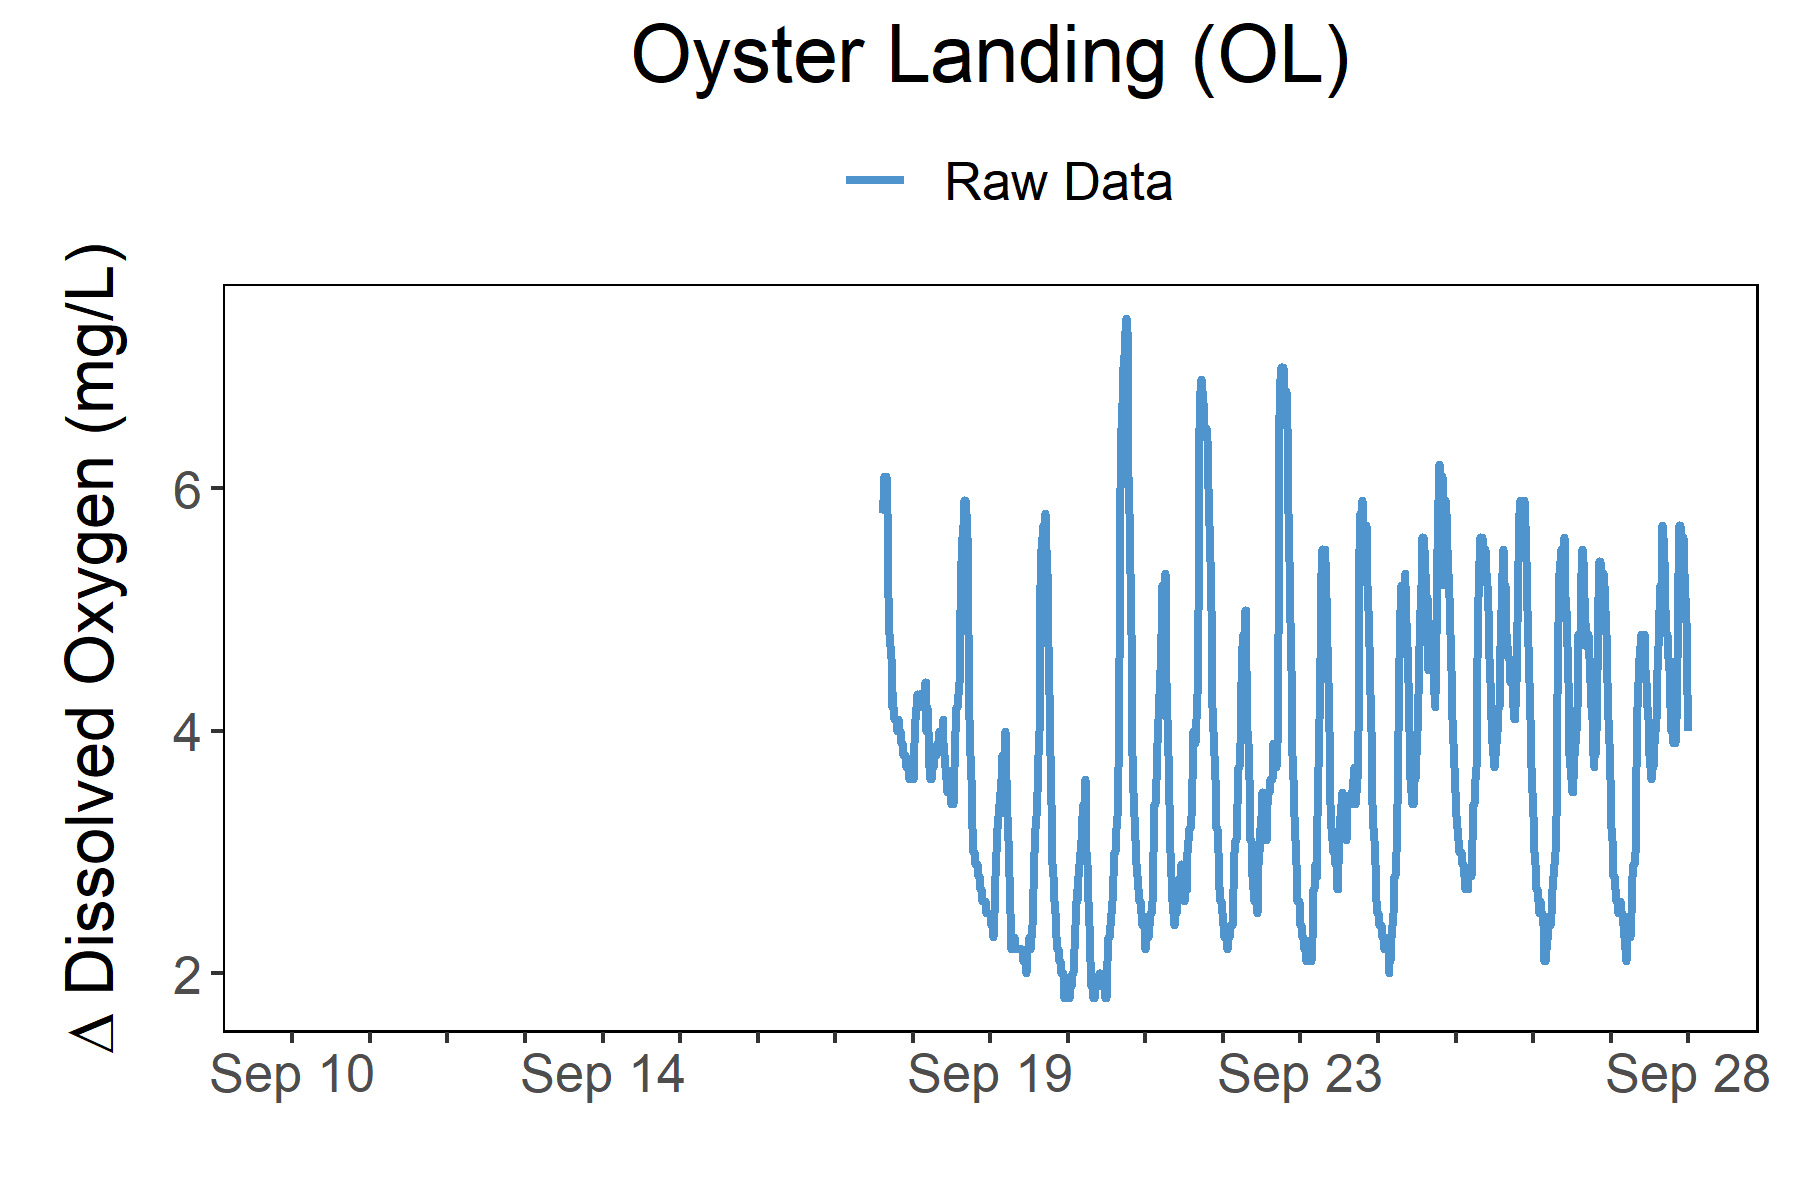 Oyster Landing (OL)
Raw Data
Δ Dissolved Oxygen (mg/L)
6
4
2
Sep 10 Sep 14 Sep 19 Sep 23 Sep 28